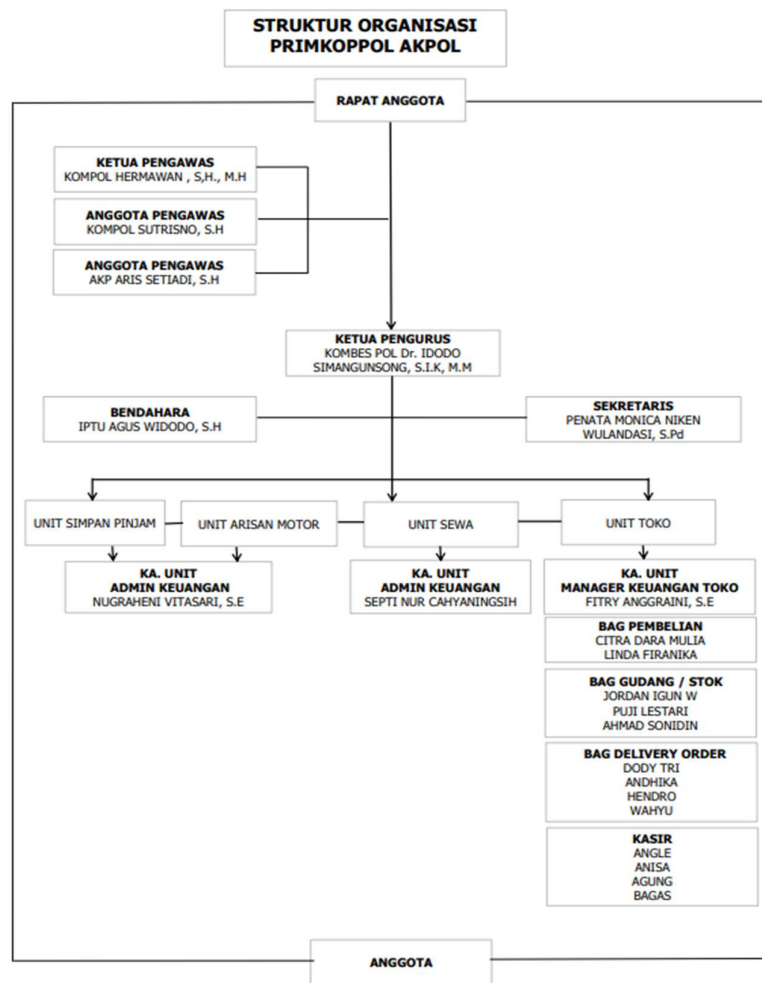 STRUKTUR ORGANISASI
PRIMKOPPOL AKPOL
RAPAT ANGGOTA
KETUA PENGAWAS
KOMPOL HERMAWAN , S,H., M.H
ANGGOTA PENGAWAS
KOMPOL SUTRISNO, S.H
ANGGOTA PENGAWAS
AKP ARIS SETIADI, S.H
KETUA PENGURUS
KOMBES POL Dr. IDODO
SIMANGUNSONG, S.I.K, M.M
BENDAHARA
IPTU AGUS WIDODO, S.H
SEKRETARIS
PENATA MONICA NIKEN
WULANDASI, S.Pd
UNIT SIMPAN PINJAM
UNIT ARISAN MOTOR
UNIT SEWA
UNIT TOKO
KA. UNIT
ADMIN KEUANGAN
NUGRAHENI VITASARI, S.E
KA. UNIT
ADMIN KEUANGAN
SEPTI NUR CAHYANINGSIH
KA. UNIT
MANAGER KEUANGAN TOKO
FITRY ANGGRAINI, S.E
BAG PEMBELIAN
CITRA DARA MULIA
LINDA FIRANIKA
BAG GUDANG / STOK
JORDAN IGUN W
PUJI LESTARI
AHMAD SONIDIN
BAG DELIVERY ORDER
DODY TRI
ANDHIKA
HENDRO
WAHYU
KASIR
ANGLE
ANISA
AGUNG
BAGAS
ANGGOTA